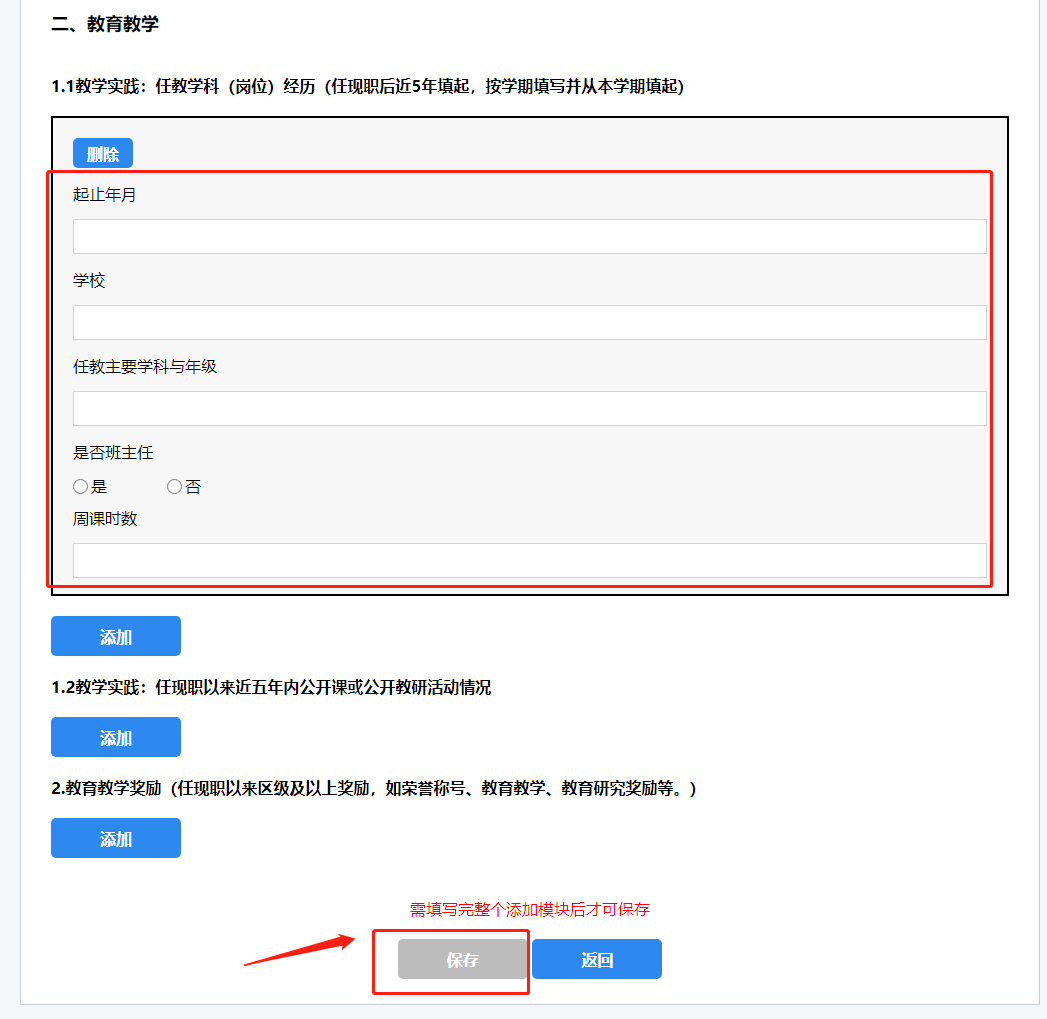 二、教育教学
1.1教学实践：任教学科（岗位）经历（任现职后近5年填起，按学期填写并从本学期填起）
删除
起止年月
学校
任教主要学科与年级
是否班主任
是 否
周课时数
添加
1.2教学实践：任现职以来近五年内公开课或公开教研活动情况
添加
2.教育教学奖励（任现职以来区级及以上奖励，如荣誉称号、教育教学、教育研究奖励等。）
添加
需填写完整个添加模块后才可保存
保存 返回